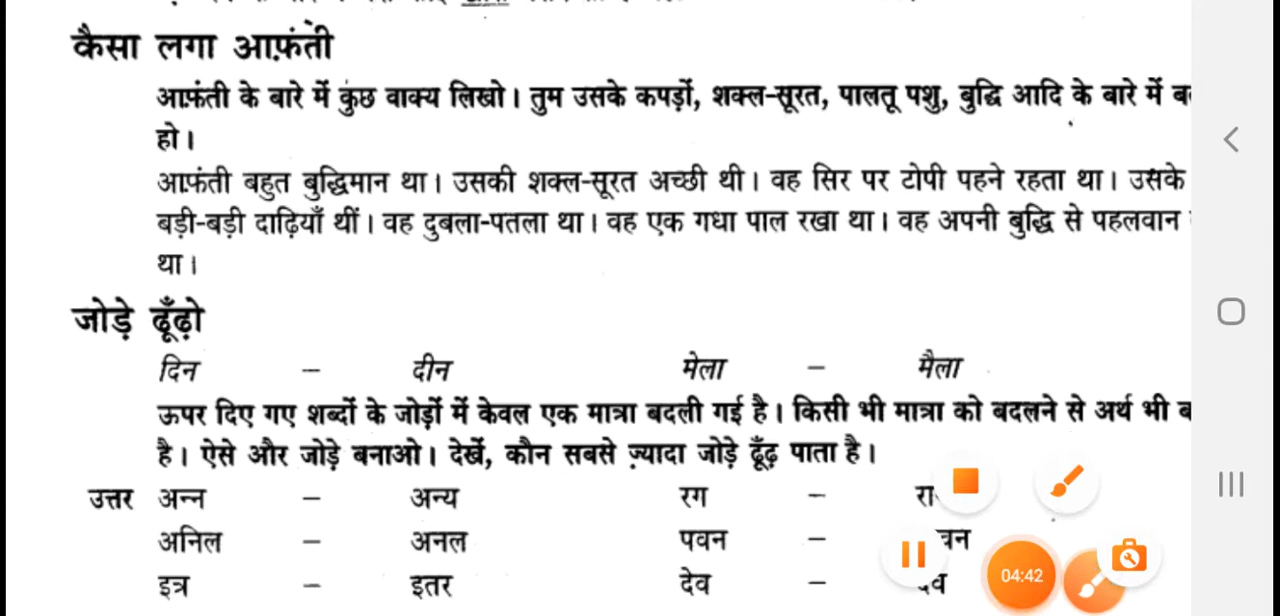 कैसा लगा आफ़ंती
आफ़ंती के बारे में कुछ वाक्य लिखो। तुम उसके कपड़ों, शक्ल-सूरत, पालतू पशु, बुद्धि आदि के बारे में
हो।
आफ़ंती बहुत बुद्धिमान था। उसकी शक्ल-सूरत अच्छी थी। वह सिर पर टोपी पहने रहता था। उसके
बड़ी-बड़ी दाढ़ियाँ थीं। वह दुबला-पतला था। वह एक गधा पाल रखा था। वह अपनी बुद्धि से पहलवान
था।
जोड़े ढूँढ़ो
दिन – दीन मेला – मैला
ऊपर दिए गए शब्दों के जोड़ों में केवल एक मात्रा बदली गई है। किसी भी मात्रा को बदलने से अर्थ भी
है। ऐसे और जोड़े बनाओ। देखें, कौन सबसे ज़्यादा जोड़े ढूँढ़ पाता है।
उत्तर अन्न – अन्य रग –
अनिल – अनल पवन –
इत्र – इतर देव –
04:42